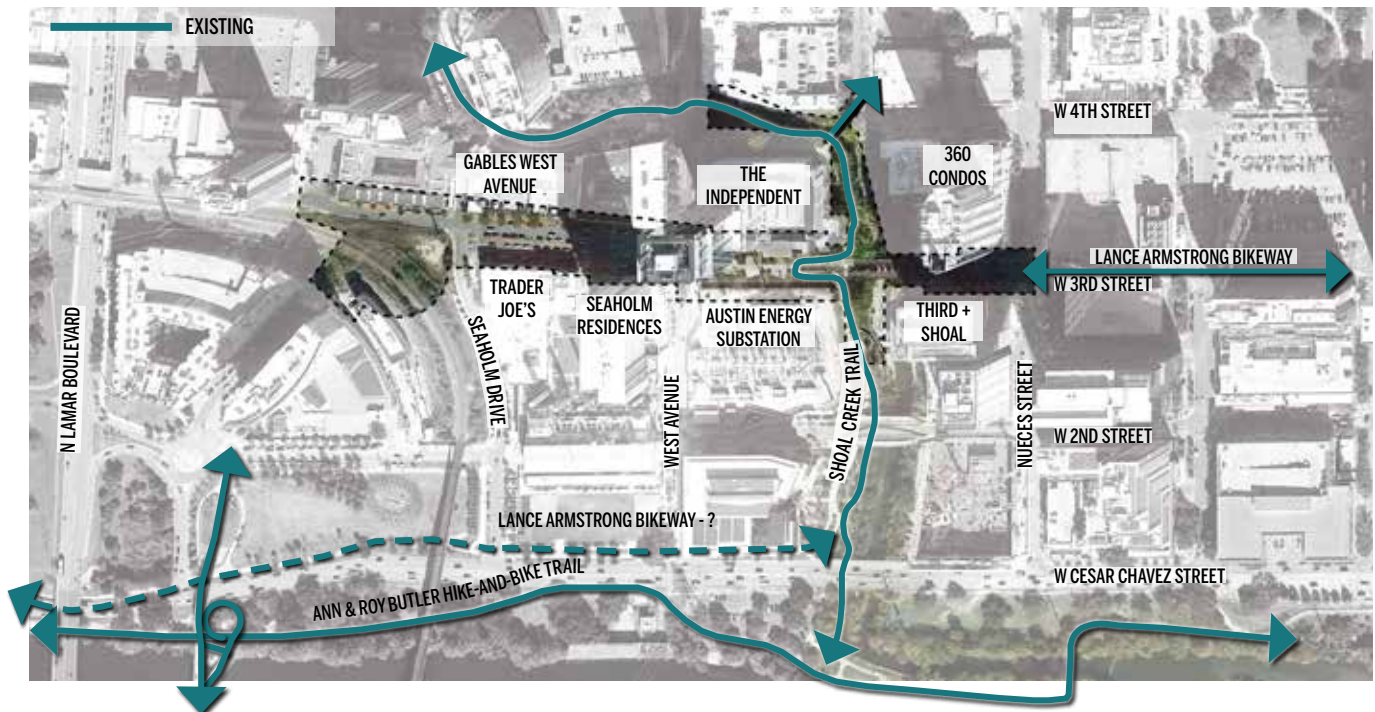 EXISTING
W 4TH STREET
GABLES WEST
AVENUE
THE
INDEPENDENT
360
CONDOS
LANCE ARMSTRONG BIKEWAY
W 3RD STREET
TRADER
JOE'S
SEAHOLM
RESIDENCES
AUSTIN ENERGY
SUBSTATION
THIRD +
SHOAL
N LAMAR BOULEVARD
SEAHOLM DRIVE
WEST AVENUE
SHOAL CREEK TRAIL
NUECES STREET
W 2ND STREET
LANCE ARMSTRONG BIKEWAY - ?
ANN & ROY BUTLER HIKE-AND-BIKE TRAIL
W CESAR CHAVEZ STREET